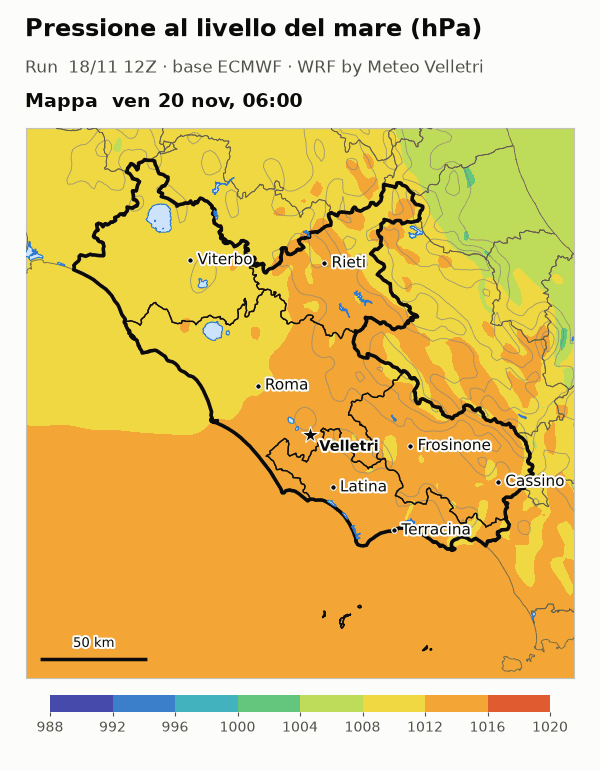 Pressione al livello del mare (hPa)
Run  18/11 12Z · base ECMWF · WRF by Meteo Velletri
Mappa  ven 20 nov, 06:00
Viterbo
Rieti
Roma
Velletri
Frosinone
Latina
Cassino
Terracina
50 km
988 992 996 1000 1004 1008 1012 1016 1020